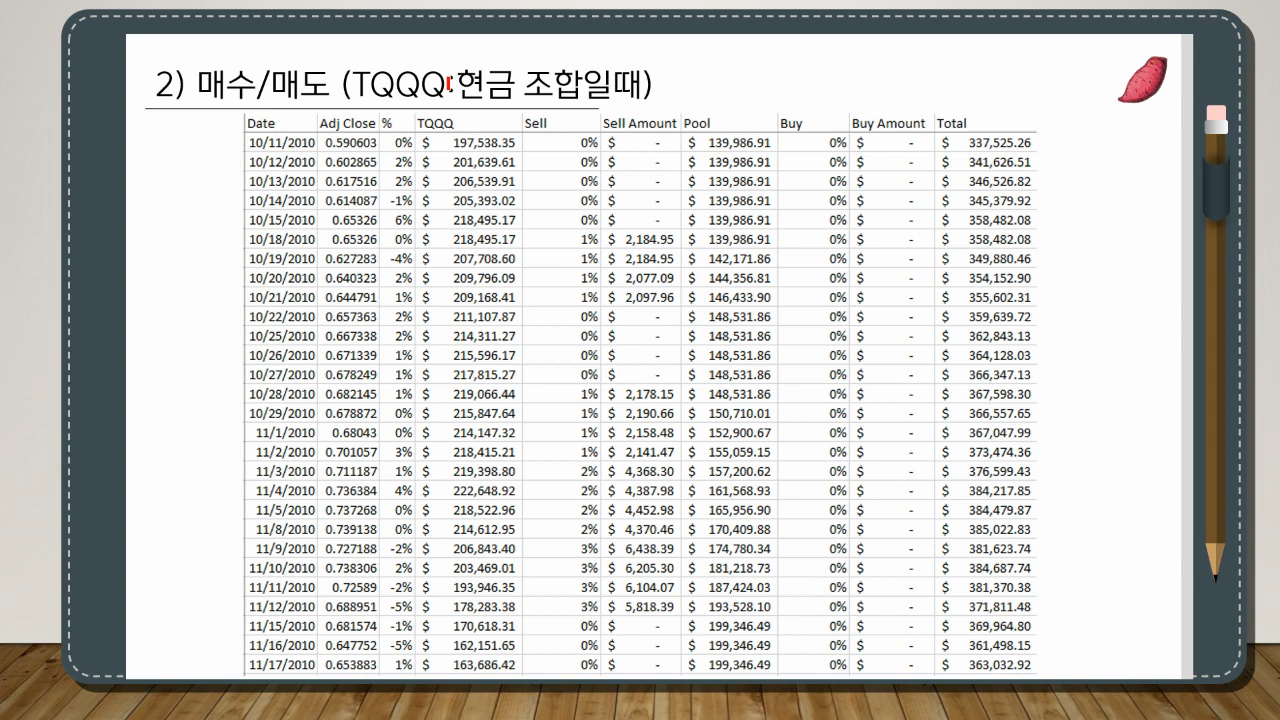 2) 매수/매도 (TQQQ:현금 조합일때)
Date Adj Close % TQQQ Sell Sell Amount Pool Buy Buy Amount Total
10/11/2010 0.590603 0% $ 197,538.35 0% $ - $ 139,986.91 0% $ - $ 337,525.26
10/12/2010 0.602865 2% $ 201,639.61 0% $ - $ 139,986.91 0% $ - $ 341,626.51
10/13/2010 0.617516 2% $ 206,539.91 0% $ - $ 139,986.91 0% $ - $ 346,526.82
10/14/2010 0.614087 -1% $ 205,393.02 0% $ - $ 139,986.91 0% $ - $ 345,379.92
10/15/2010 0.65326 6% $ 218,495.17 0% $ - $ 139,986.91 0% $ - $ 358,482.08
10/18/2010 0.65326 0% $ 218,495.17 1% $ 2,184.95 $ 139,986.91 0% $ - $ 358,482.08
10/19/2010 0.627283 -4% $ 207,708.60 1% $ 2,184.95 $ 142,171.86 0% $ - $ 349,880.46
10/20/2010 0.640323 2% $ 209,796.09 1% $ 2,077.09 $ 144,356.81 0% $ - $ 354,152.90
10/21/2010 0.644791 1% $ 209,168.41 1% $ 2,097.96 $ 146,433.90 0% $ - $ 355,602.31
10/22/2010 0.657363 2% $ 211,107.87 0% $ - $ 148,531.86 0% $ - $ 359,639.72
10/25/2010 0.667338 2% $ 214,311.27 0% $ - $ 148,531.86 0% $ - $ 362,843.13
10/26/2010 0.671339 1% $ 215,596.17 0% $ - $ 148,531.86 0% $ - $ 364,128.03
10/27/2010 0.678249 1% $ 217,815.27 0% $ - $ 148,531.86 0% $ - $ 366,347.13
10/28/2010 0.682145 1% $ 219,066.44 1% $ 2,178.15 $ 148,531.86 0% $ - $ 367,598.30
10/29/2010 0.678872 0% $ 215,847.64 1% $ 2,190.66 $ 150,710.01 0% $ - $ 366,557.65
11/1/2010 0.68043 0% $ 214,147.32 1% $ 2,158.48 $ 152,900.67 0% $ - $ 367,047.99
11/2/2010 0.701057 3% $ 218,415.21 1% $ 2,141.47 $ 155,059.15 0% $ - $ 373,474.36
11/3/2010 0.711187 1% $ 219,398.80 2% $ 4,368.30 $ 157,200.62 0% $ - $ 376,599.43
11/4/2010 0.736384 4% $ 222,648.92 2% $ 4,387.98 $ 161,568.93 0% $ - $ 384,217.85
11/5/2010 0.737268 0% $ 218,522.96 2% $ 4,452.98 $ 165,956.90 0% $ - $ 384,479.87
11/8/2010 0.739138 0% $ 214,612.95 2% $ 4,370.46 $ 170,409.88 0% $ - $ 385,022.83
11/9/2010 0.727188 -2% $ 206,843.40 3% $ 6,438.39 $ 174,780.34 0% $ - $ 381,623.74
11/10/2010 0.738306 2% $ 203,469.01 3% $ 6,205.30 $ 181,218.73 0% $ - $ 384,687.74
11/11/2010 0.72589 -2% $ 193,946.35 3% $ 6,104.07 $ 187,424.03 0% $ - $ 381,370.38
11/12/2010 0.688951 -5% $ 178,283.38 3% $ 5,818.39 $ 193,528.10 0% $ - $ 371,811.48
11/15/2010 0.681574 -1% $ 170,618.31 0% $ - $ 199,346.49 0% $ - $ 369,964.80
11/16/2010 0.647752 -5% $ 162,151.65 0% $ - $ 199,346.49 0% $ - $ 361,498.15
11/17/2010 0.653883 1% $ 163,686.42 0% $ - $ 199,346.49 0% $ - $ 363,032.92